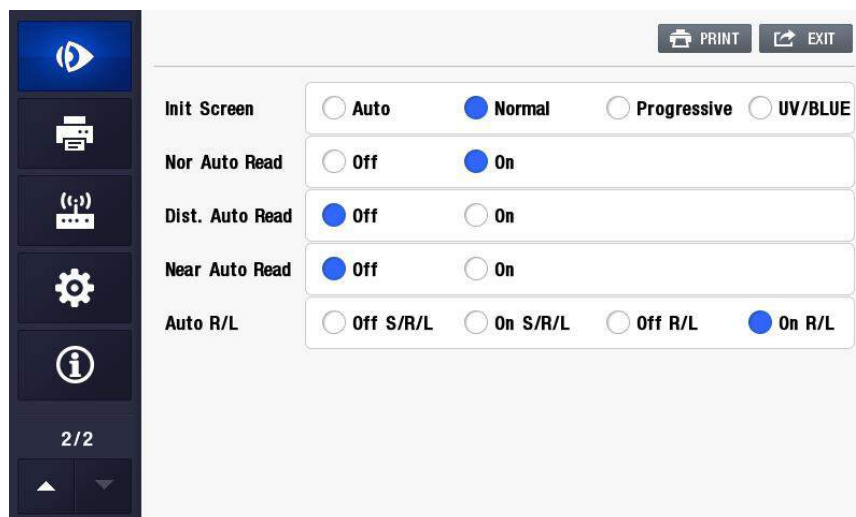 PRINT EXIT
Init Screen Auto Normal Progressive UV/BLUE
Nor Auto Read Off On
Dist. Auto Read Off On
Near Auto Read Off On
Auto R/L Off S/R/L On S/R/L Off R/L On R/L
2/2